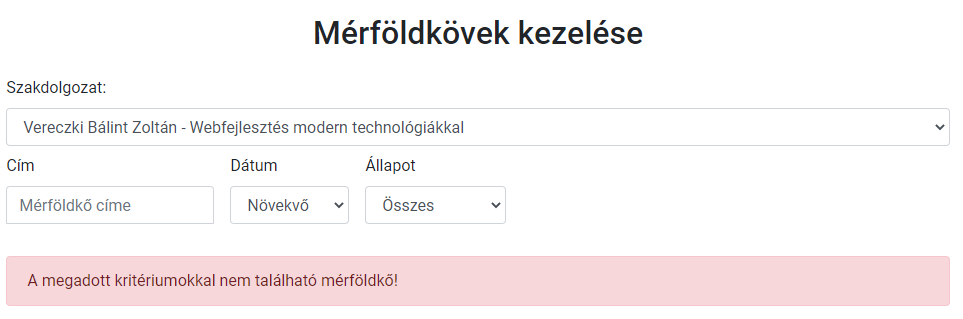 Mérföldkövek kezelése
Szakdolgozat:
Vereczki Bálint Zoltán - Webfejlesztés modern technológiákkal
Cím Dátum Állapot
Mérföldkő címe Növekvő Összes
A megadott kritériumokkal nem található mérföldkő!